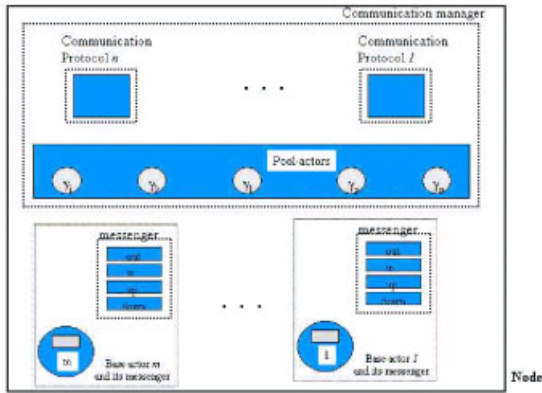 Communication manager
Communication
Protocol n
Communication
Protocol 1
. . .
Pool-actors
messenger
out
in
up
down
m
Base actor m
and its messenger
. . .
messenger
out
in
up
down
1
Base actor 1
and its messenger
Node